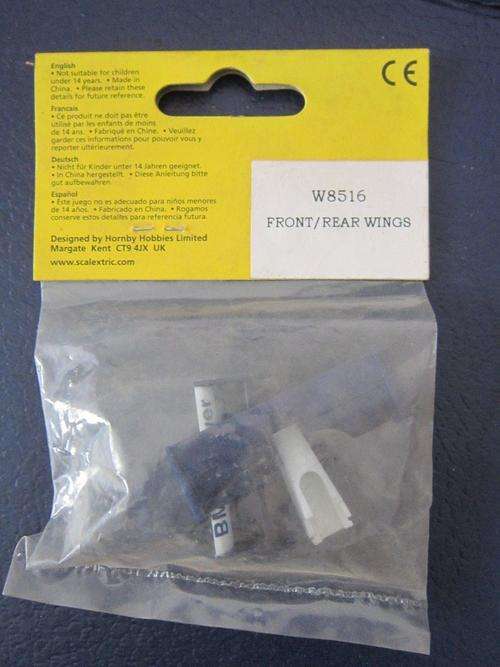 English
• Not suitable for children
under 14 years. • Made in
China. • Please retain these
details for future reference.
Francais
• Ce produit ne doit pas être
utilisé par les enfants de moins
de 14 ans. • Fabriqué en Chine. • Veuillez
garder ces informations pour pouvoir vous y
reporter ultérieurement.
Deutsch
• Nicht für Kinder unter 14 Jahren geeignet.
• In China hergestellt. • Diese Anleitung bitte
gut aufbewahren.
Español
• Éste juego no es adecuado para niños menores
de 14 años. • Fabricado en China. • Rogamos
conserve estos detalles para referencia futura.
Designed by Hornby Hobbies Limited
Margate Kent CT9 4JX UK
www.scalextric.com
CE
W8516
FRONT/REAR WINGS